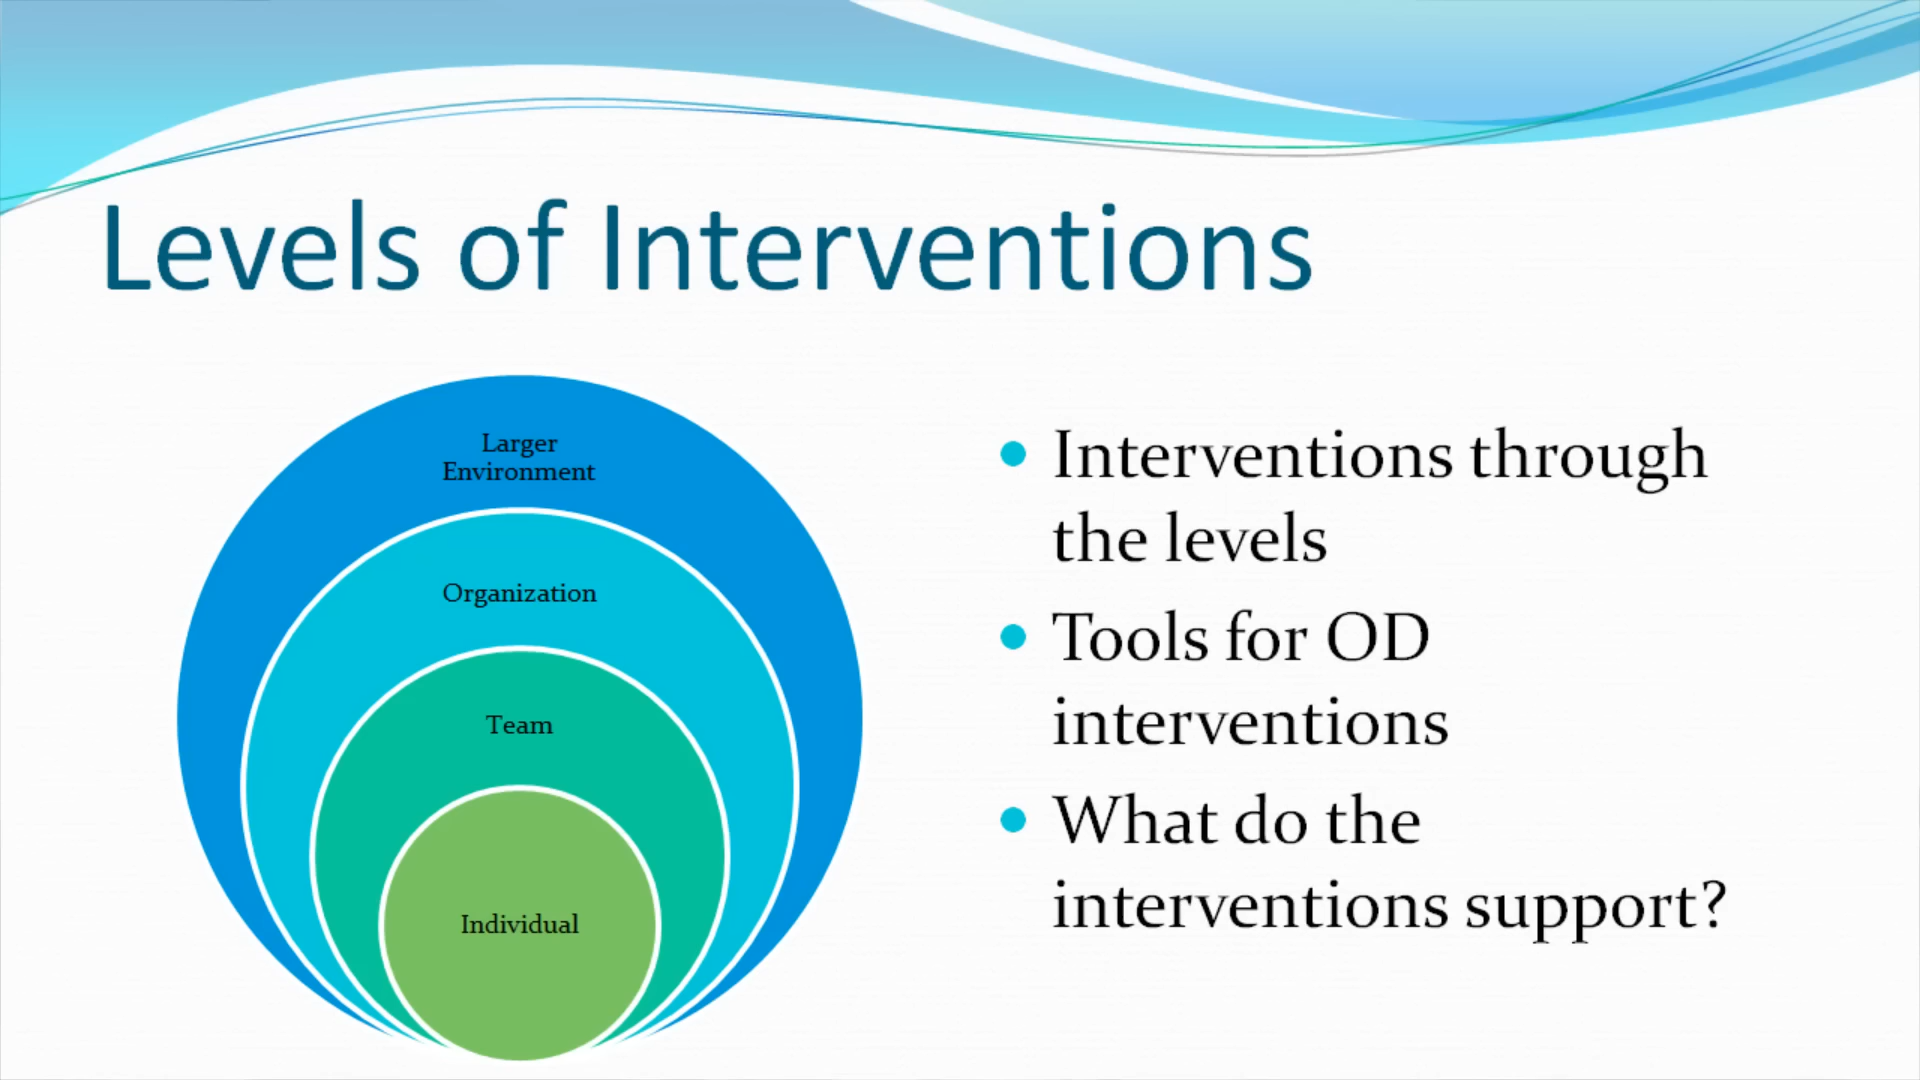 Levels of Interventions
Larger
Environment
Organization
Team
Individual
Interventions through
the levels
Tools for OD
interventions
What do the
interventions support?